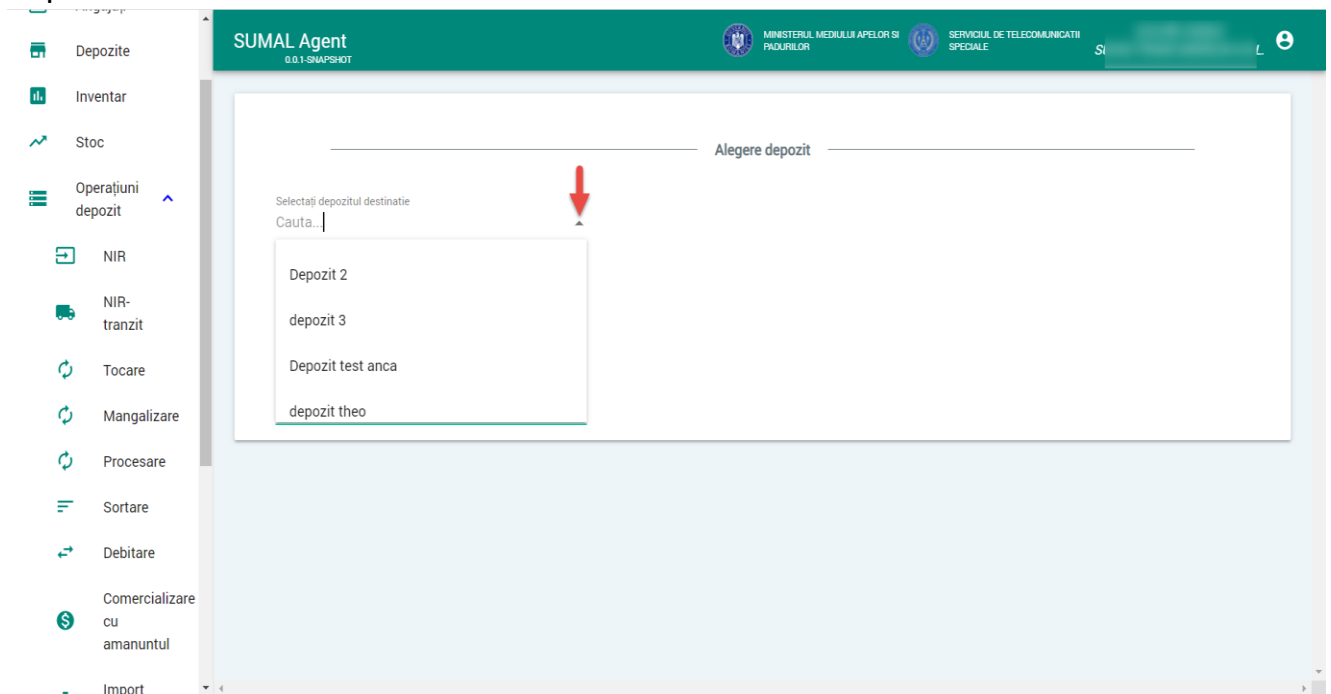 Depozite
Inventar
Stoc
Operațiuni
depozit
NIR
NIR-
tranzit
Tocare
Mangalizare
Procesare
Sortare
Debitare
Comercializare
cu
amanuntul
Import
SUMAL Agent
0.0.1-SNAPSHOT
MINISTERUL MEDIULUI APELOR SI
PADURILOR
SERVICIUL DE TELECOMUNICATII
SPECIALE
Alegere depozit
Selectați depozitul destinatie
Cauta...
Depozit 2
depozit 3
Depozit test anca
depozit theo